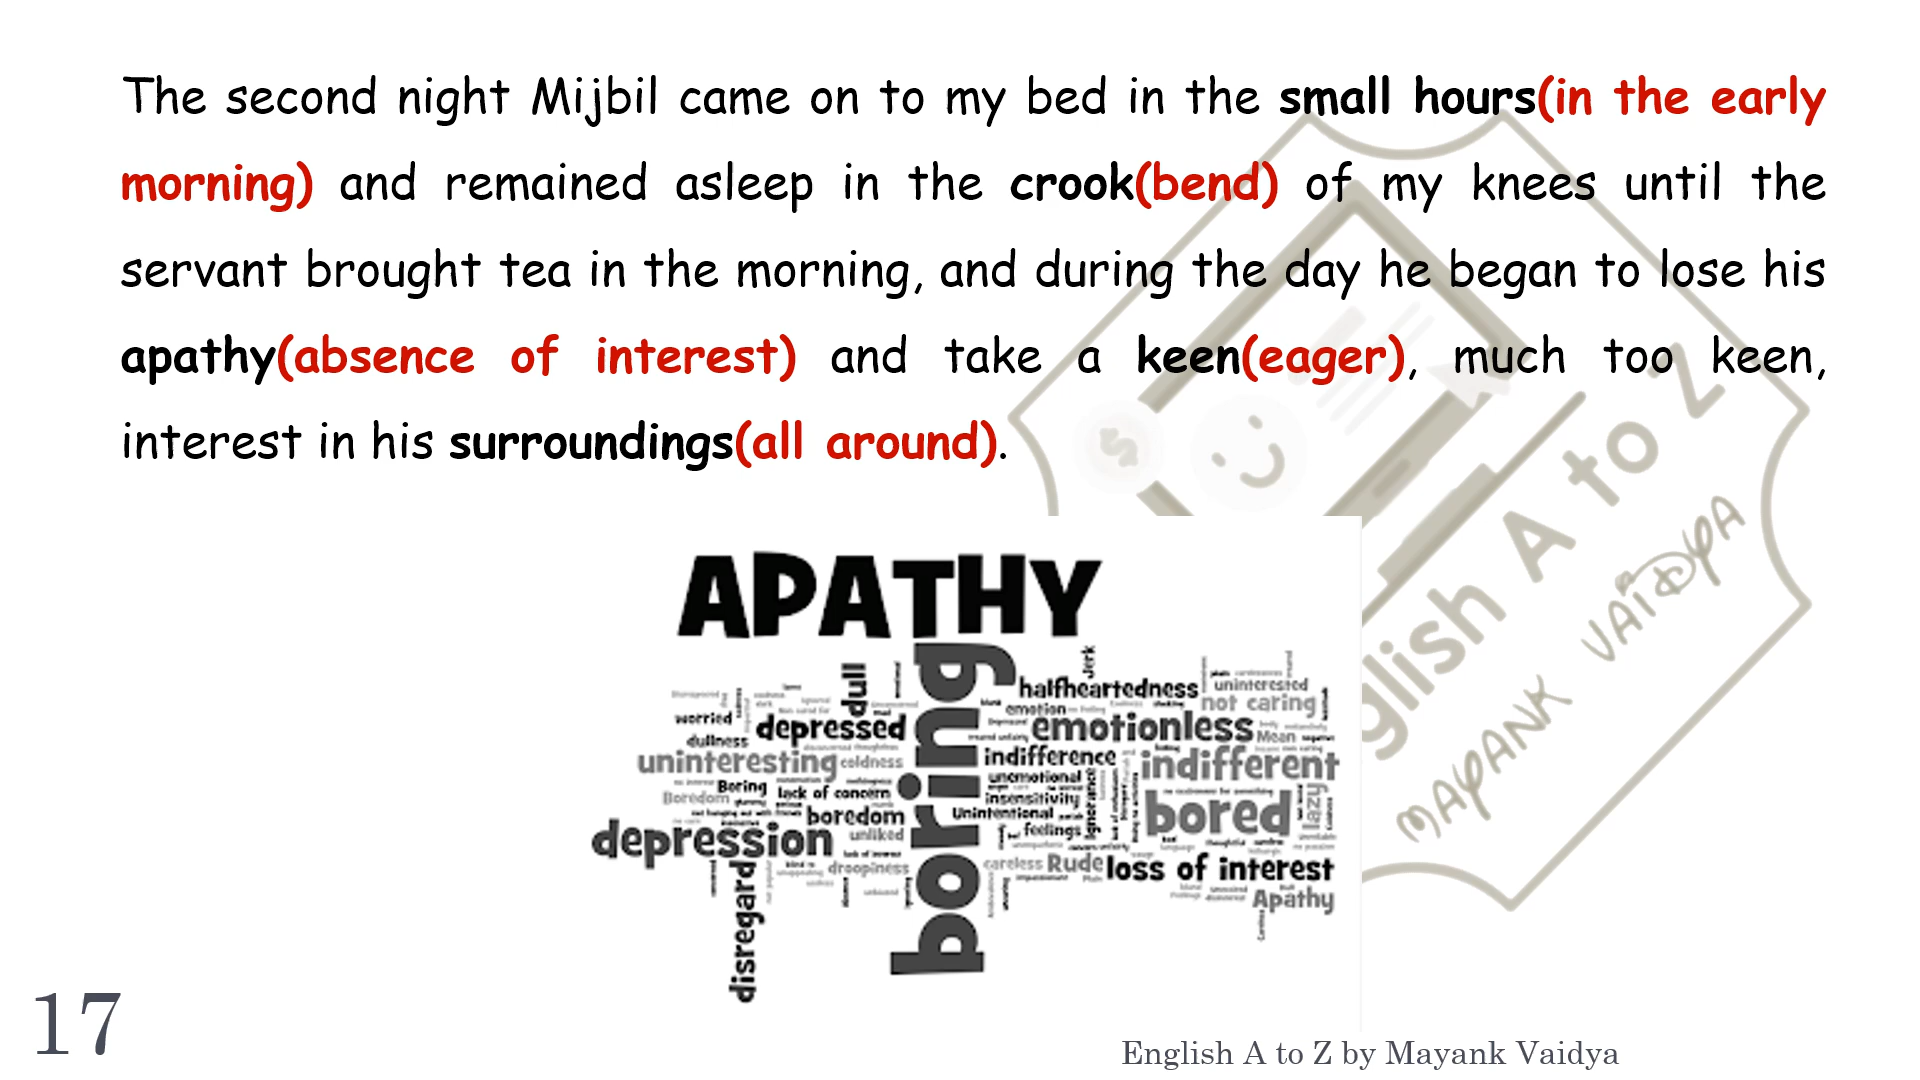 The second night Mijbil came on to my bed in the small hours(in the early
morning) and remained asleep in the crook(bend) of my knees until the
servant brought tea in the morning, and during the day he began to lose his
apathy(absence of interest) and take a keen(eager), much too keen,
interest in his surroundings(all around).
APATHY
boring
dull
Jerk
halfheartedness
uninterested
not caring
worried
depressed
emotion
emotionless
Mean
dullness
uninteresting
coldness
indifference
indifferent
unemotional
Boring
lack of concern
Boredom
insensitivity
Ignorance
bored
lazy
boredom
Unintentional
depression
unliked
feelings
droopiness
careless
Rude
loss of interest
Apathy
disregard
glish A to Z
MAYANK VAIDYA
17
English A to Z by Mayank Vaidya